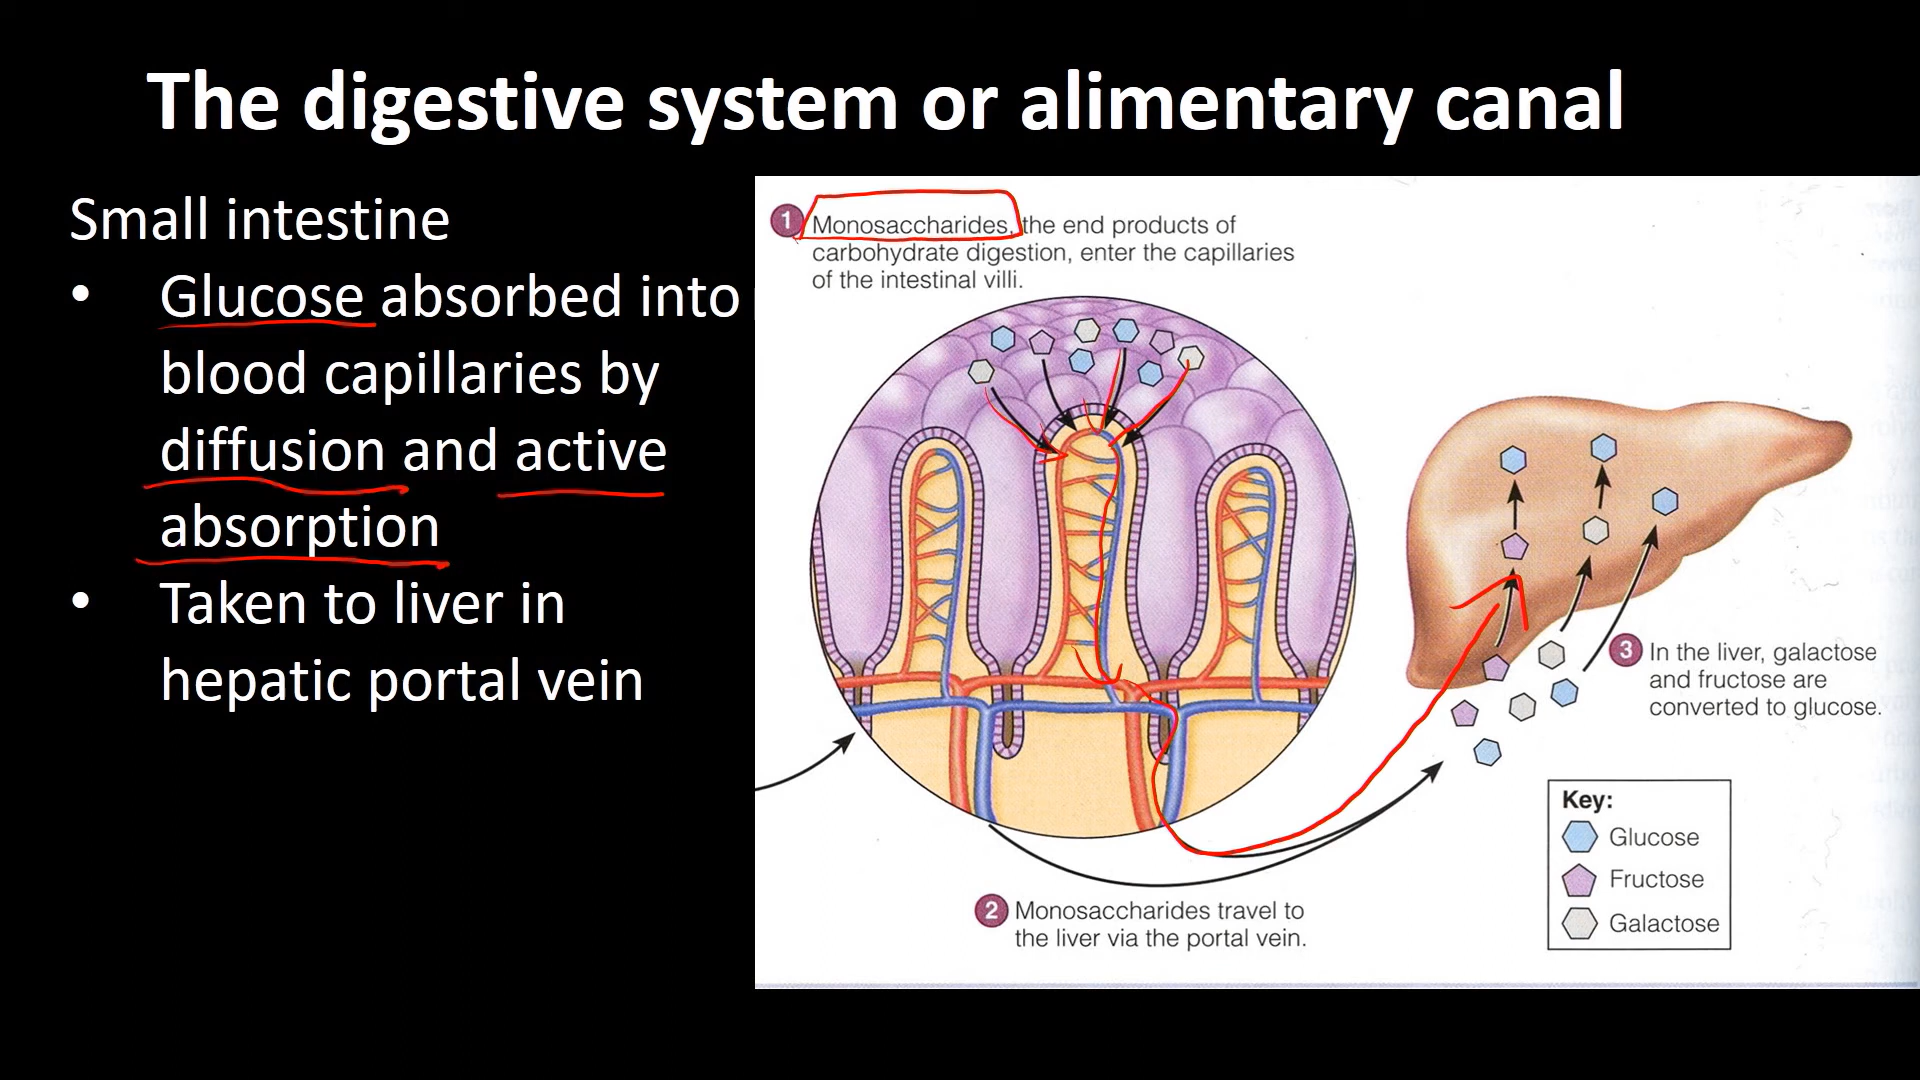 The digestive system or alimentary canal
Small intestine
• Glucose absorbed into
blood capillaries by
diffusion and active
absorption
• Taken to liver in
hepatic portal vein
1 Monosaccharides, the end products of
carbohydrate digestion, enter the capillaries
of the intestinal villi.
2 Monosaccharides travel to
the liver via the portal vein.
3 In the liver, galactose
and fructose are
converted to glucose.
Key:
Glucose
Fructose
Galactose